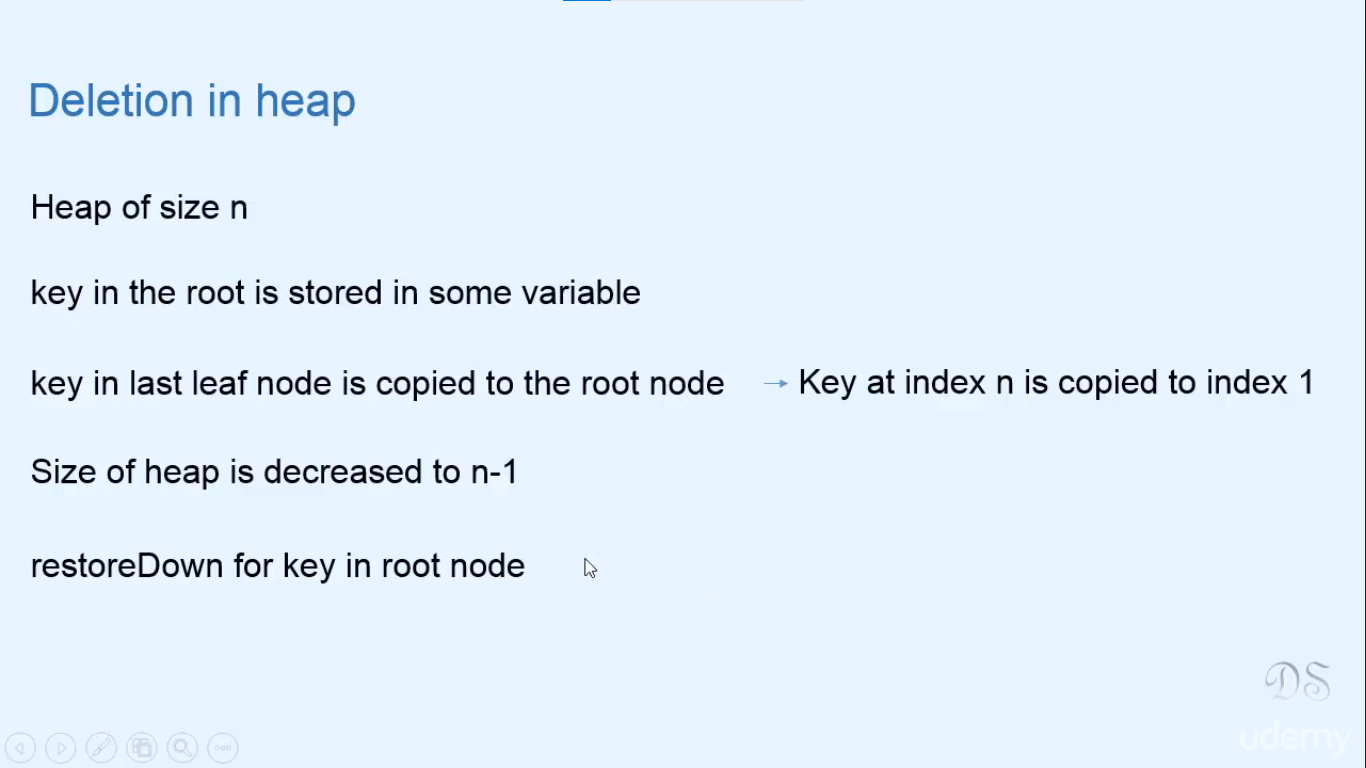 Deletion in heap
Heap of size n
key in the root is stored in some variable
key in last leaf node is copied to the root node → Key at index n is copied to index 1
Size of heap is decreased to n-1
restoreDown for key in root node
DS
udemy